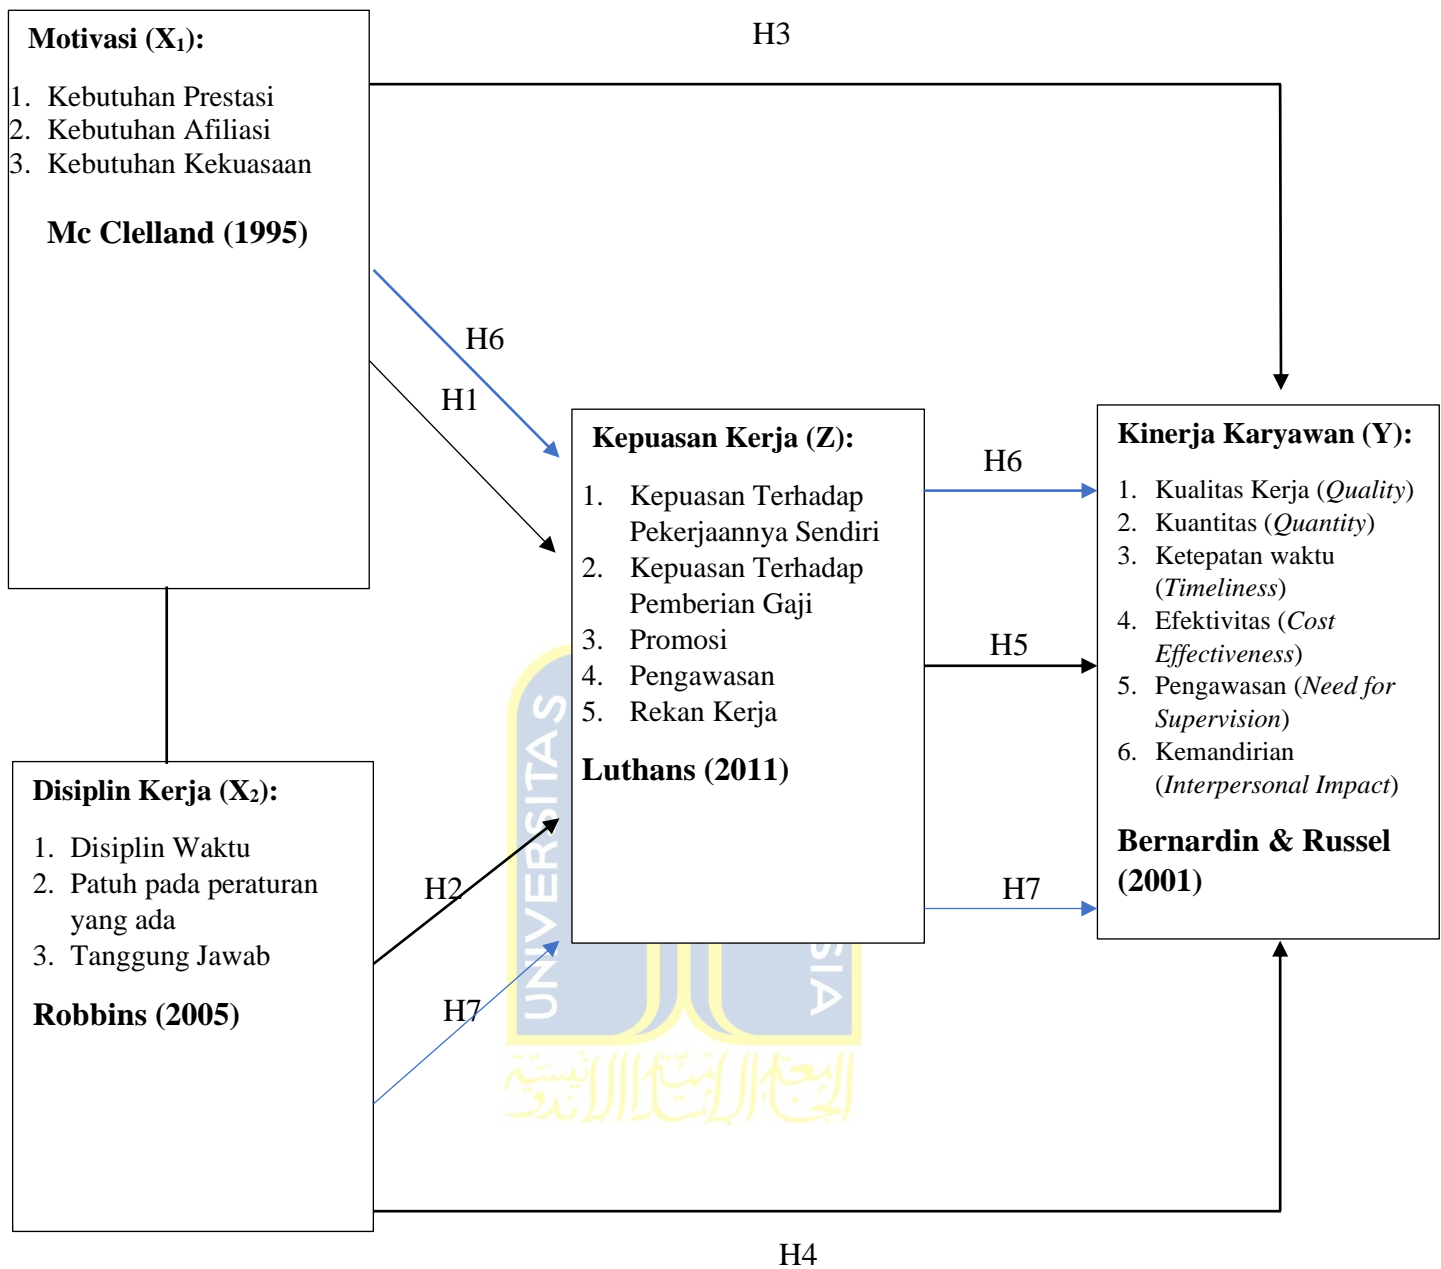 Motivasi (X₁):
1. Kebutuhan Prestasi
2. Kebutuhan Afiliasi
3. Kebutuhan Kekuasaan
Mc Clelland (1995)
H3
H6
H1
Kepuasan Kerja (Z):
1. Kepuasan Terhadap
Pekerjaannya Sendiri
2. Kepuasan Terhadap
Pemberian Gaji
3. Promosi
4. Pengawasan
5. Rekan Kerja
Luthans (2011)
H6
H5
H7
Kinerja Karyawan (Y):
1. Kualitas Kerja (Quality)
2. Kuantitas (Quantity)
3. Ketepatan waktu
(Timeliness)
4. Efektivitas (Cost
Effectiveness)
5. Pengawasan (Need for
Supervision)
6. Kemandirian
(Interpersonal Impact)
Bernardin & Russel
(2001)
Disiplin Kerja (X₂):
1. Disiplin Waktu
2. Patuh pada peraturan
yang ada
3. Tanggung Jawab
Robbins (2005)
H2
H7
H4
UNIVERSITAS
SIA